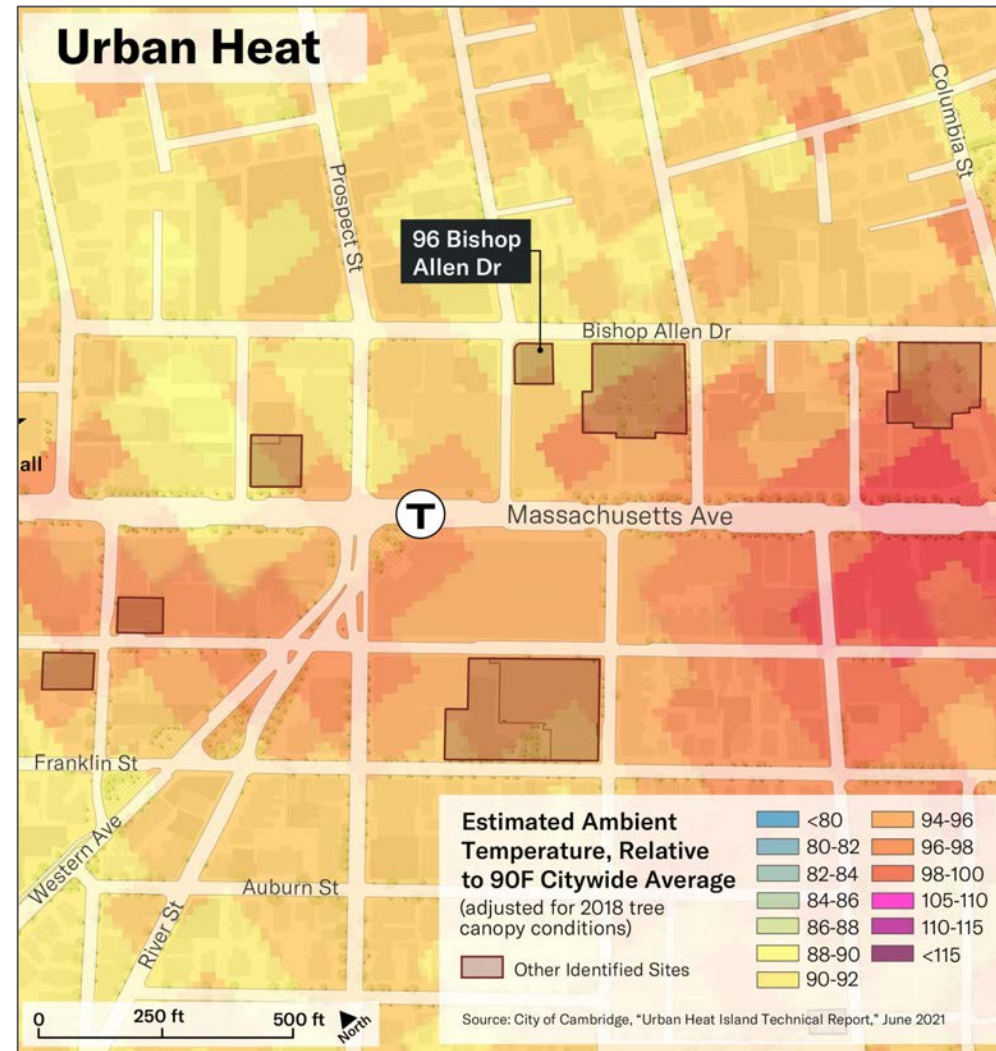 Urban Heat
Columbia St
Prospect St
96 Bishop
Allen Dr
Bishop Allen Dr
all
T
Massachusetts Ave
Franklin St
Western Ave
River St
Auburn St
Estimated Ambient
Temperature, Relative
to 90F Citywide Average
(adjusted for 2018 tree
canopy conditions)
Other Identified Sites
<80
80-82
82-84
84-86
86-88
88-90
90-92
94-96
96-98
98-100
105-110
110-115
<115
0
250 ft
500 ft
North
Source: City of Cambridge, "Urban Heat Island Technical Report," June 2021